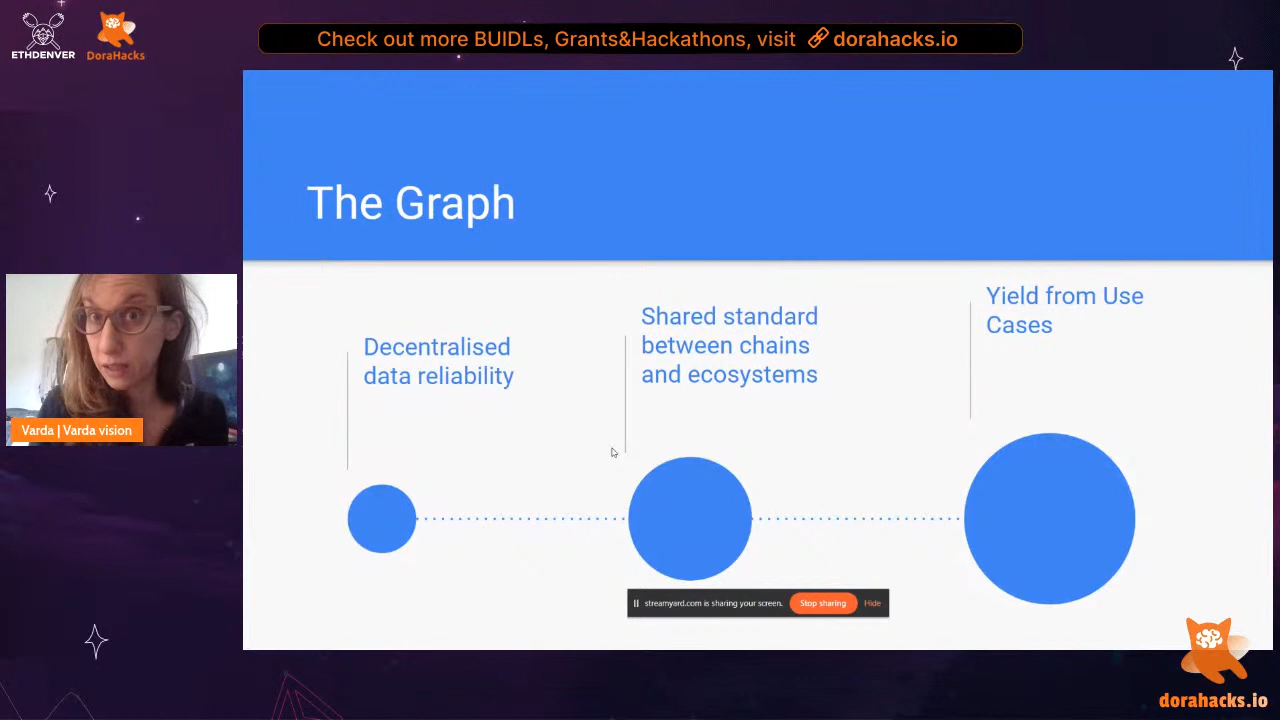 ETHDENVER
DoraHacks
Check out more BUIDLs, Grants&Hackathons, visit dorahacks.io
The Graph
Decentralised
data reliability
Shared standard
between chains
and ecosystems
Yield from Use
Cases
Varda | Varda vision
streamyard.com is sharing your screen. Stop sharing Hide
dorahacks.io